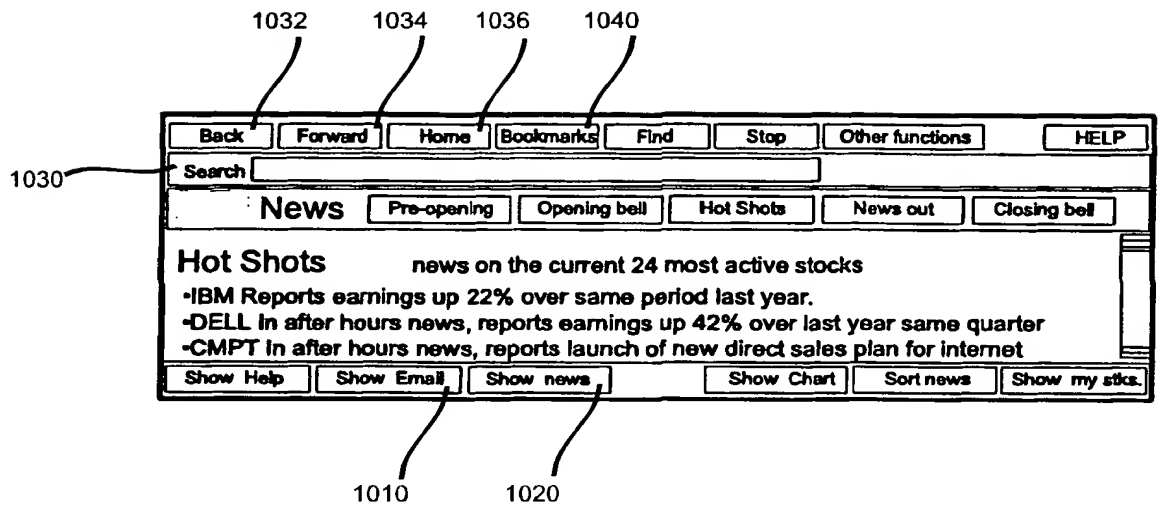 1032 1034 1036 1040
Back Forward Home Bookmarks Find Stop Other functions HELP
1030
Search
News Pre-opening Opening bell Hot Shots News out Closing bell
Hot Shots news on the current 24 most active stocks
•IBM Reports earnings up 22% over same period last year.
•DELL In after hours news, reports earnings up 42% over last year same quarter
•CMPT In after hours news, reports launch of new direct sales plan for internet
Show Help Show Email Show news Show Chart Sort news Show my stks.
1010 1020